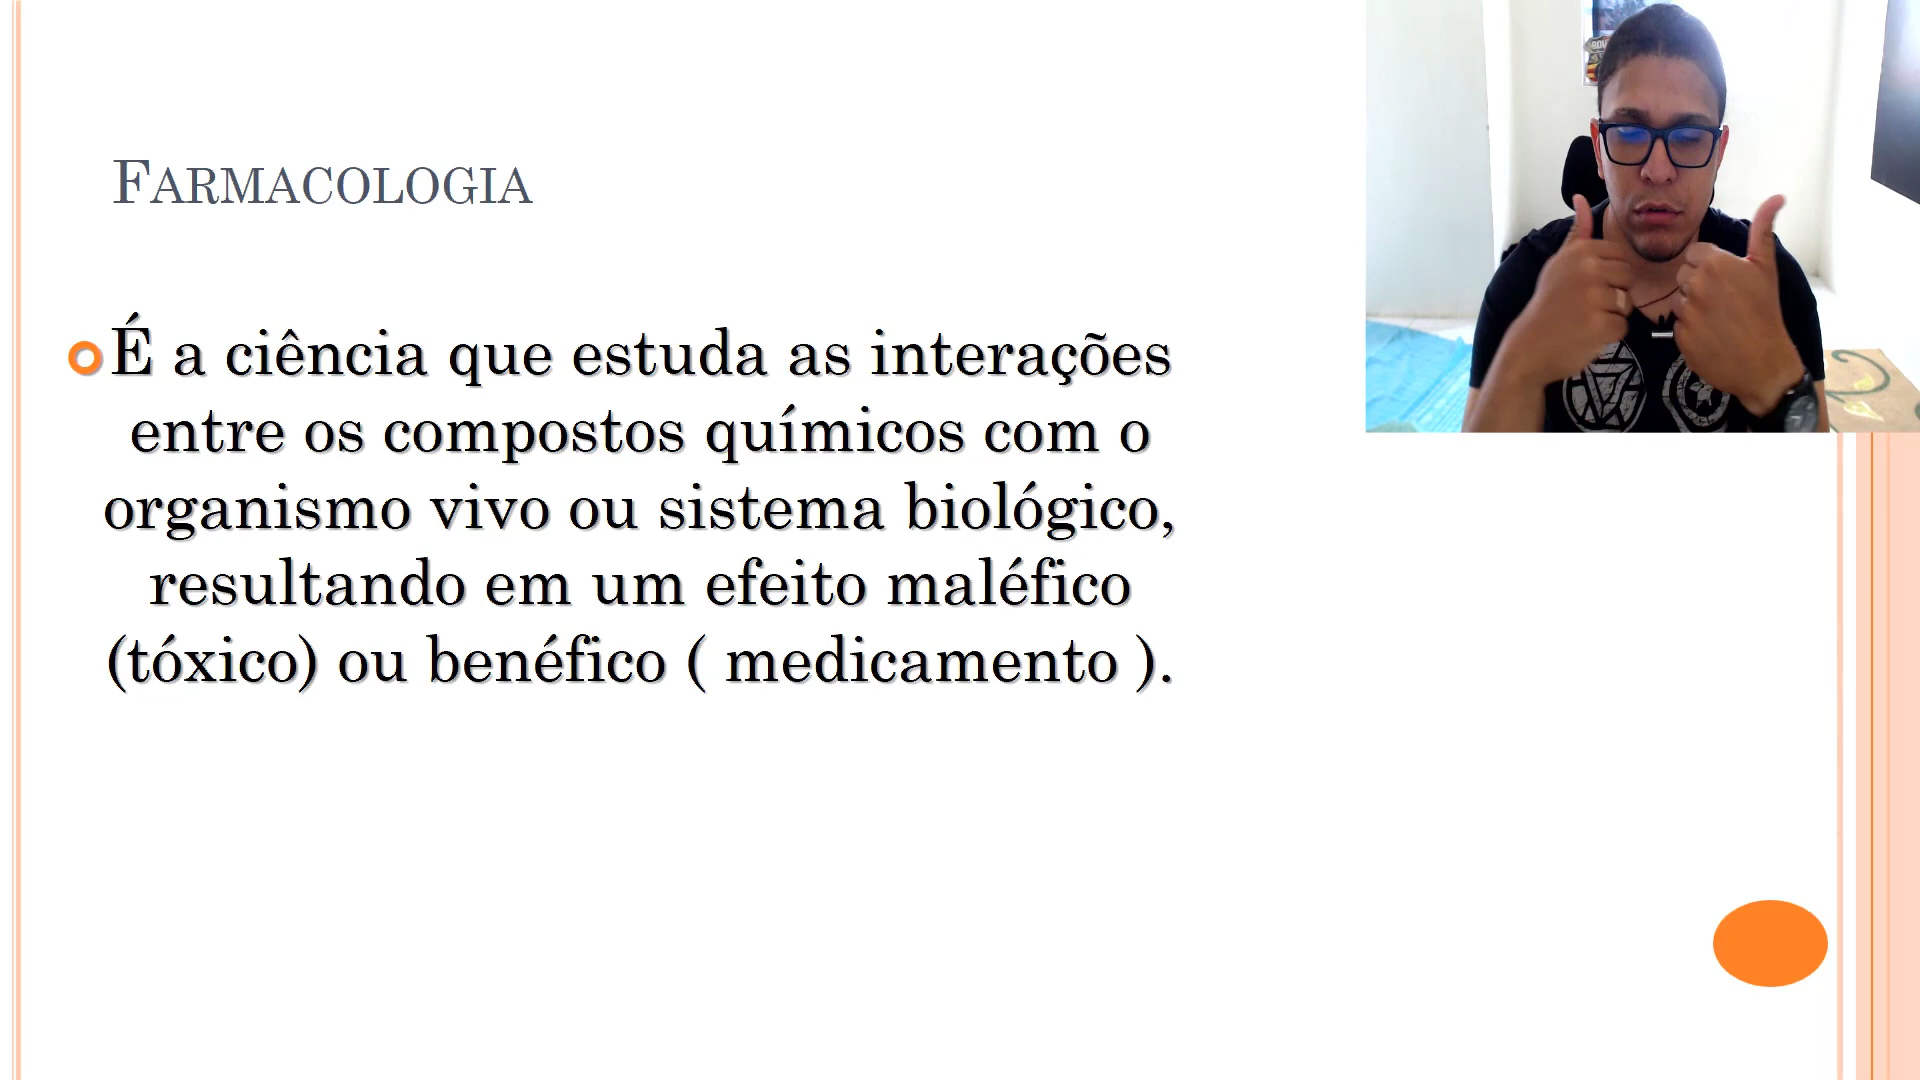 FARMACOLOGIA
É a ciência que estuda as interações
entre os compostos químicos com o
organismo vivo ou sistema biológico,
resultando em um efeito maléfico
(tóxico) ou benéfico ( medicamento ).